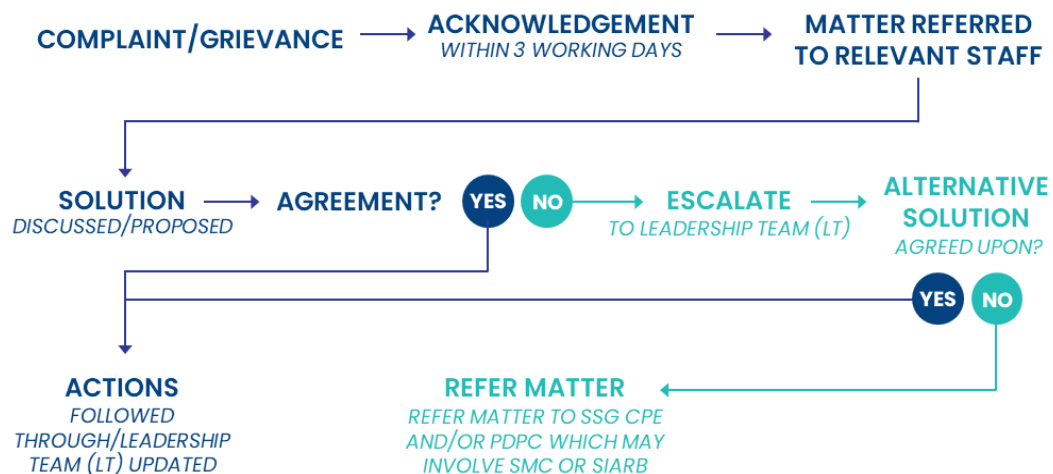 COMPLAINT/GRIEVANCE
ACKNOWLEDGEMENT
WITHIN 3 WORKING DAYS
MATTER REFERRED
TO RELEVANT STAFF
SOLUTION
DISCUSSED/PROPOSED
AGREEMENT?
YES
NO
ESCALATE
TO LEADERSHIP TEAM (LT)
ALTERNATIVE
SOLUTION
AGREED UPON?
YES
NO
ACTIONS
FOLLOWED
THROUGH/LEADERSHIP
TEAM (LT) UPDATED
REFER MATTER
REFER MATTER TO SSG CPE
AND/OR PDPC WHICH MAY
INVOLVE SMC OR SIARB